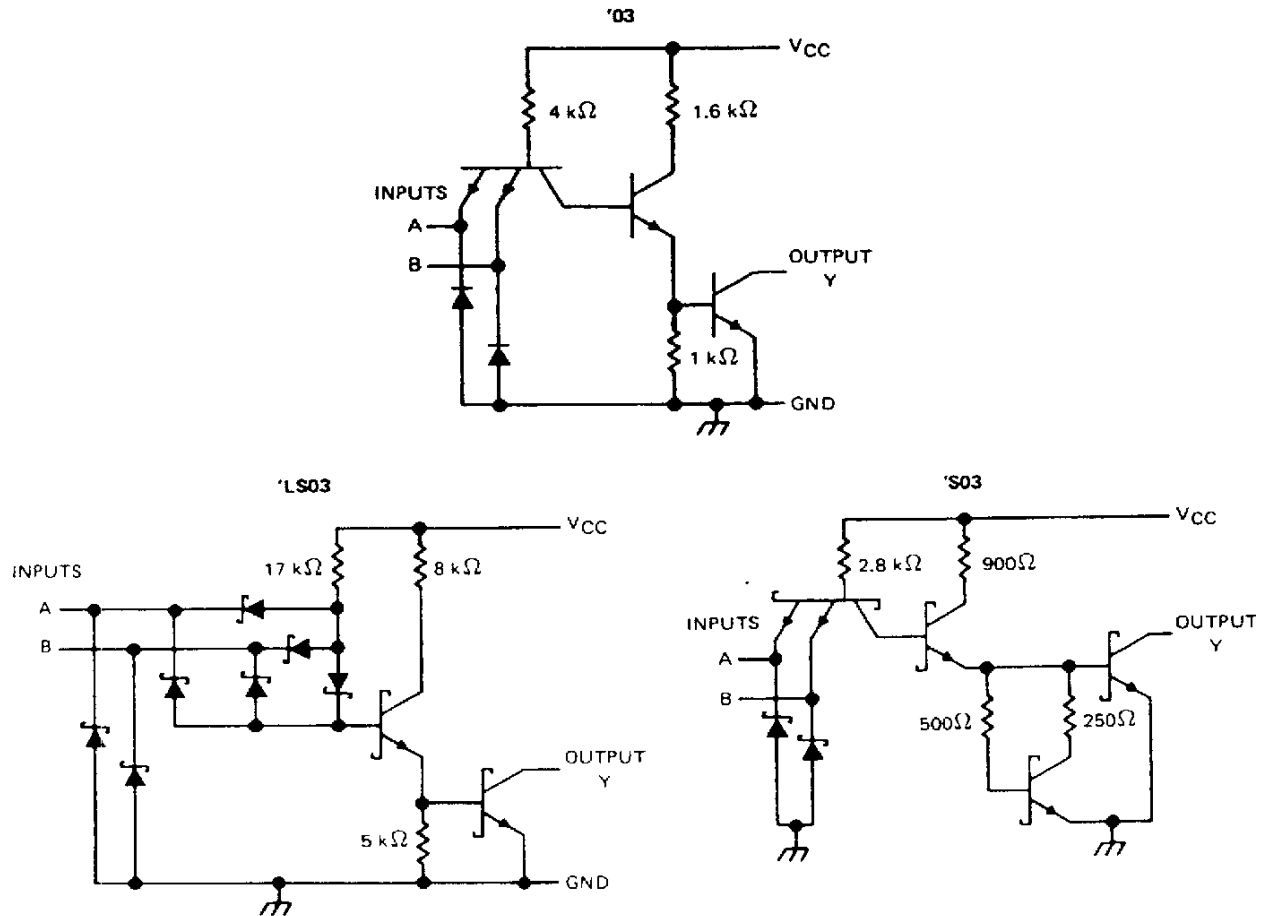 '03
VCC
4 kΩ
1.6 kΩ
INPUTS
A
B
OUTPUT
Y
1 kΩ
GND
'LS03
VCC
17 kΩ
8 kΩ
INPUTS
A
B
OUTPUT
Y
5 kΩ
GND
'S03
VCC
2.8 kΩ
900Ω
INPUTS
A
B
OUTPUT
Y
500Ω
250Ω